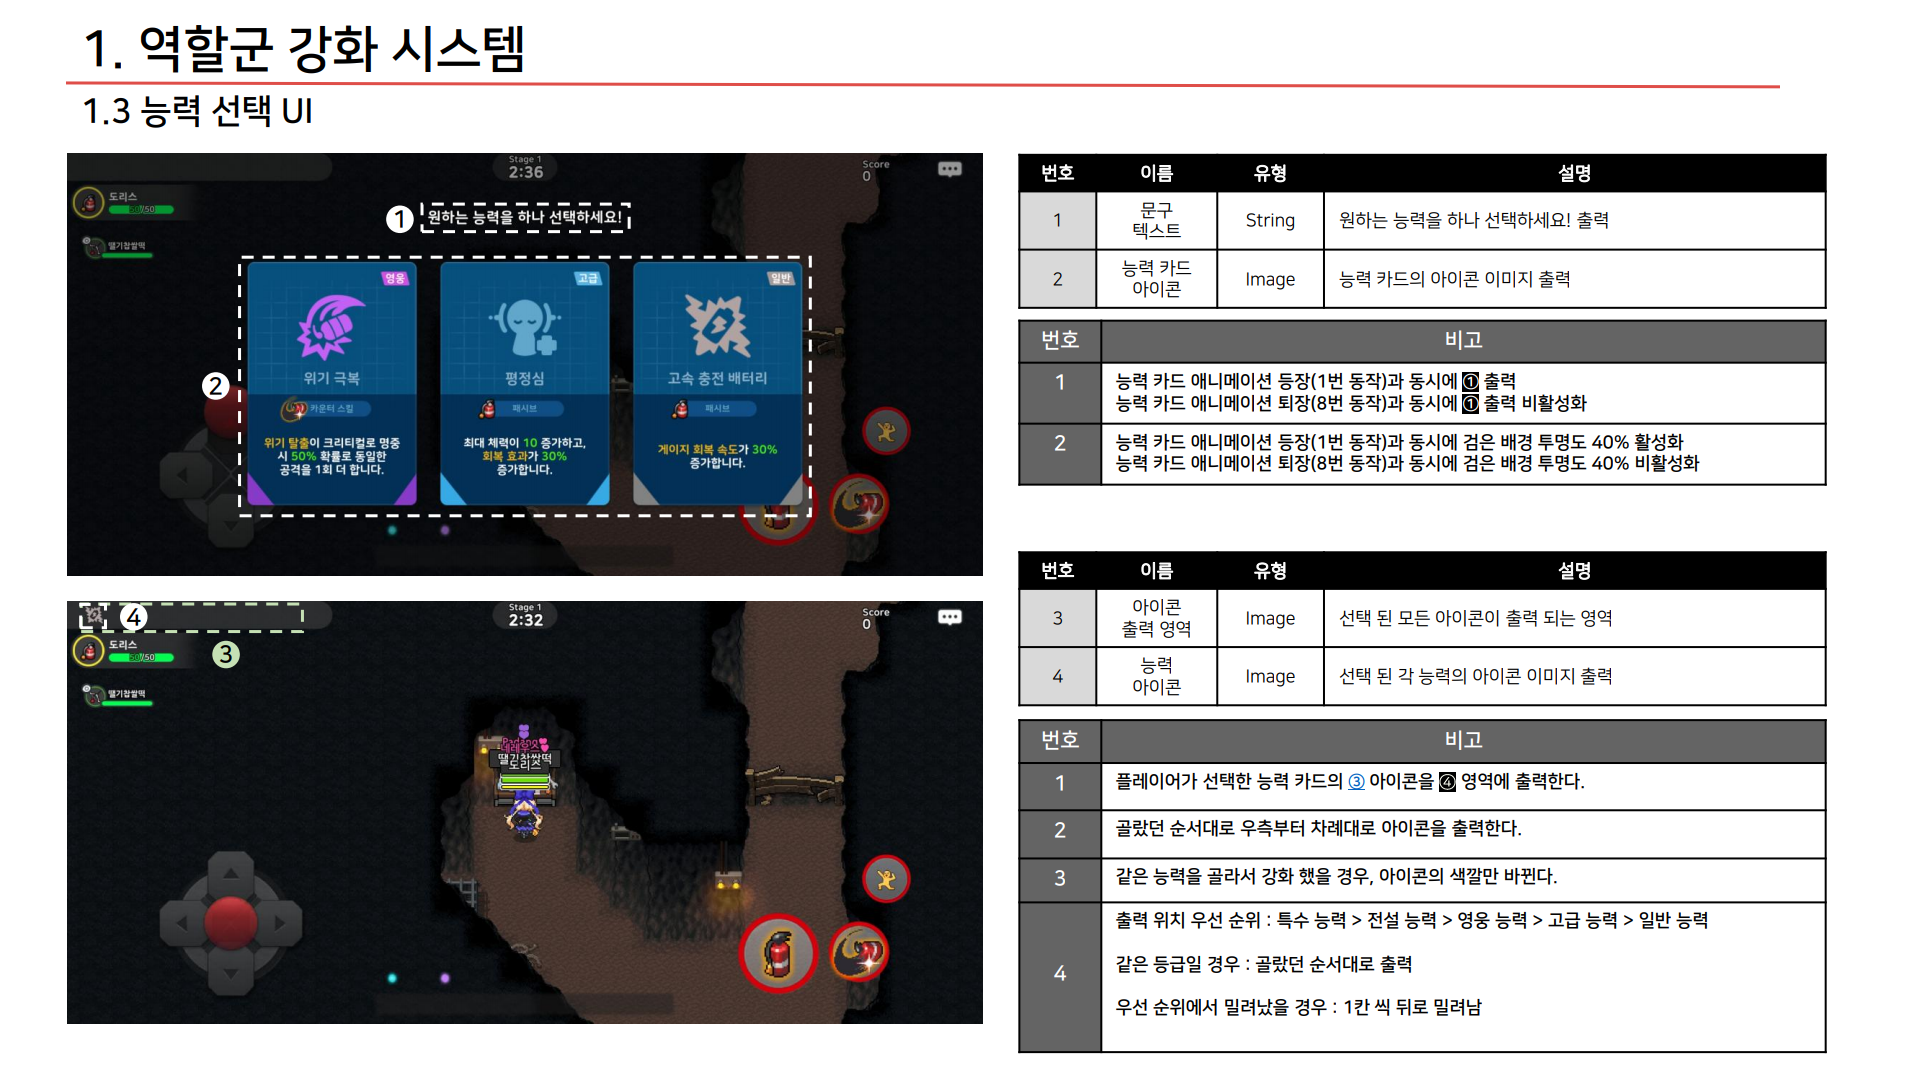 1. 역할군 강화 시스템
1.3 능력 선택 UI
Stage 1
2:36
Score
0
도리스
50/50
딸기찹쌀떡
1
원하는 능력을 하나 선택하세요!
2
영웅
위기 극복
카운터 스킬
위기 탈출이 크리티컬로 명중
시 50% 확률로 동일한
공격을 1회 더 합니다.
고급
평정심
패시브
최대 체력이 10 증가하고,
회복 효과가 30%
증가합니다.
일반
고속 충전 배터리
패시브
게이지 회복 속도가 30%
증가합니다.
4
3
Stage 1
2:32
Score
0
도리스
50/50
딸기찹쌀떡
딸기찹쌀떡
도리스
번호 이름 유형 설명
1 문구 텍스트 String 원하는 능력을 하나 선택하세요! 출력
2 능력 카드 아이콘 Image 능력 카드의 아이콘 이미지 출력
번호 비고
1 능력 카드 애니메이션 등장(1번 동작)과 동시에 ① 출력
능력 카드 애니메이션 퇴장(8번 동작)과 동시에 ① 출력 비활성화
2 능력 카드 애니메이션 등장(1번 동작)과 동시에 검은 배경 투명도 40% 활성화
능력 카드 애니메이션 퇴장(8번 동작)과 동시에 검은 배경 투명도 40% 비활성화
번호 이름 유형 설명
3 아이콘 출력 영역 Image 선택 된 모든 아이콘이 출력 되는 영역
4 능력 아이콘 Image 선택 된 각 능력의 아이콘 이미지 출력
번호 비고
1 플레이어가 선택한 능력 카드의 ③ 아이콘을 ④ 영역에 출력한다.
2 골랐던 순서대로 우측부터 차례대로 아이콘을 출력한다.
3 같은 능력을 골라서 강화 했을 경우, 아이콘의 색깔만 바뀐다.
4 출력 위치 우선 순위 : 특수 능력 > 전설 능력 > 영웅 능력 > 고급 능력 > 일반 능력
같은 등급일 경우 : 골랐던 순서대로 출력
우선 순위에서 밀려났을 경우 : 1칸 씩 뒤로 밀려남